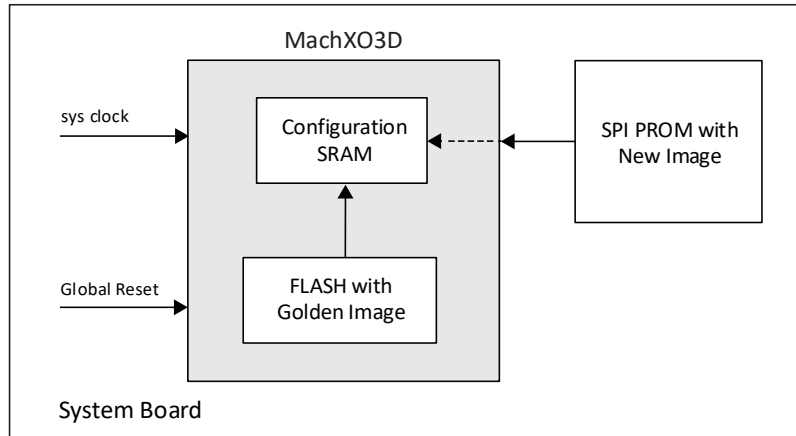 MachXO3D
sys clock
Configuration
SRAM
SPI PROM with
New Image
Global Reset
FLASH with
Golden Image
System Board